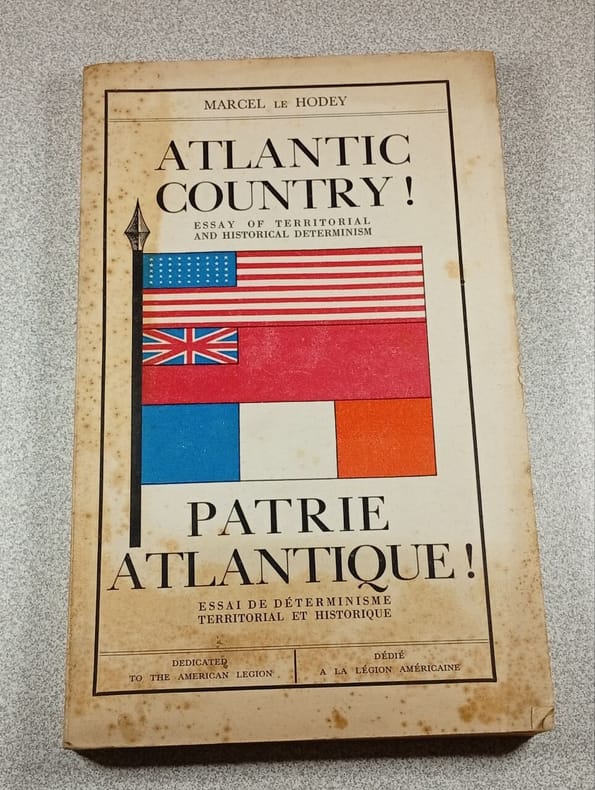 MARCEL LE HODEY
ATLANTIC
COUNTRY !
ESSAY OF TERRITORIAL
AND HISTORICAL DETERMINISM
PATRIE
ATLANTIQUE !
ESSAI DE DÉTERMINISME
TERRITORIAL ET HISTORIQUE
DEDICATED
TO THE AMERICAN LEGION
DÉDIÉ
A LA LÉGION AMÉRICAINE